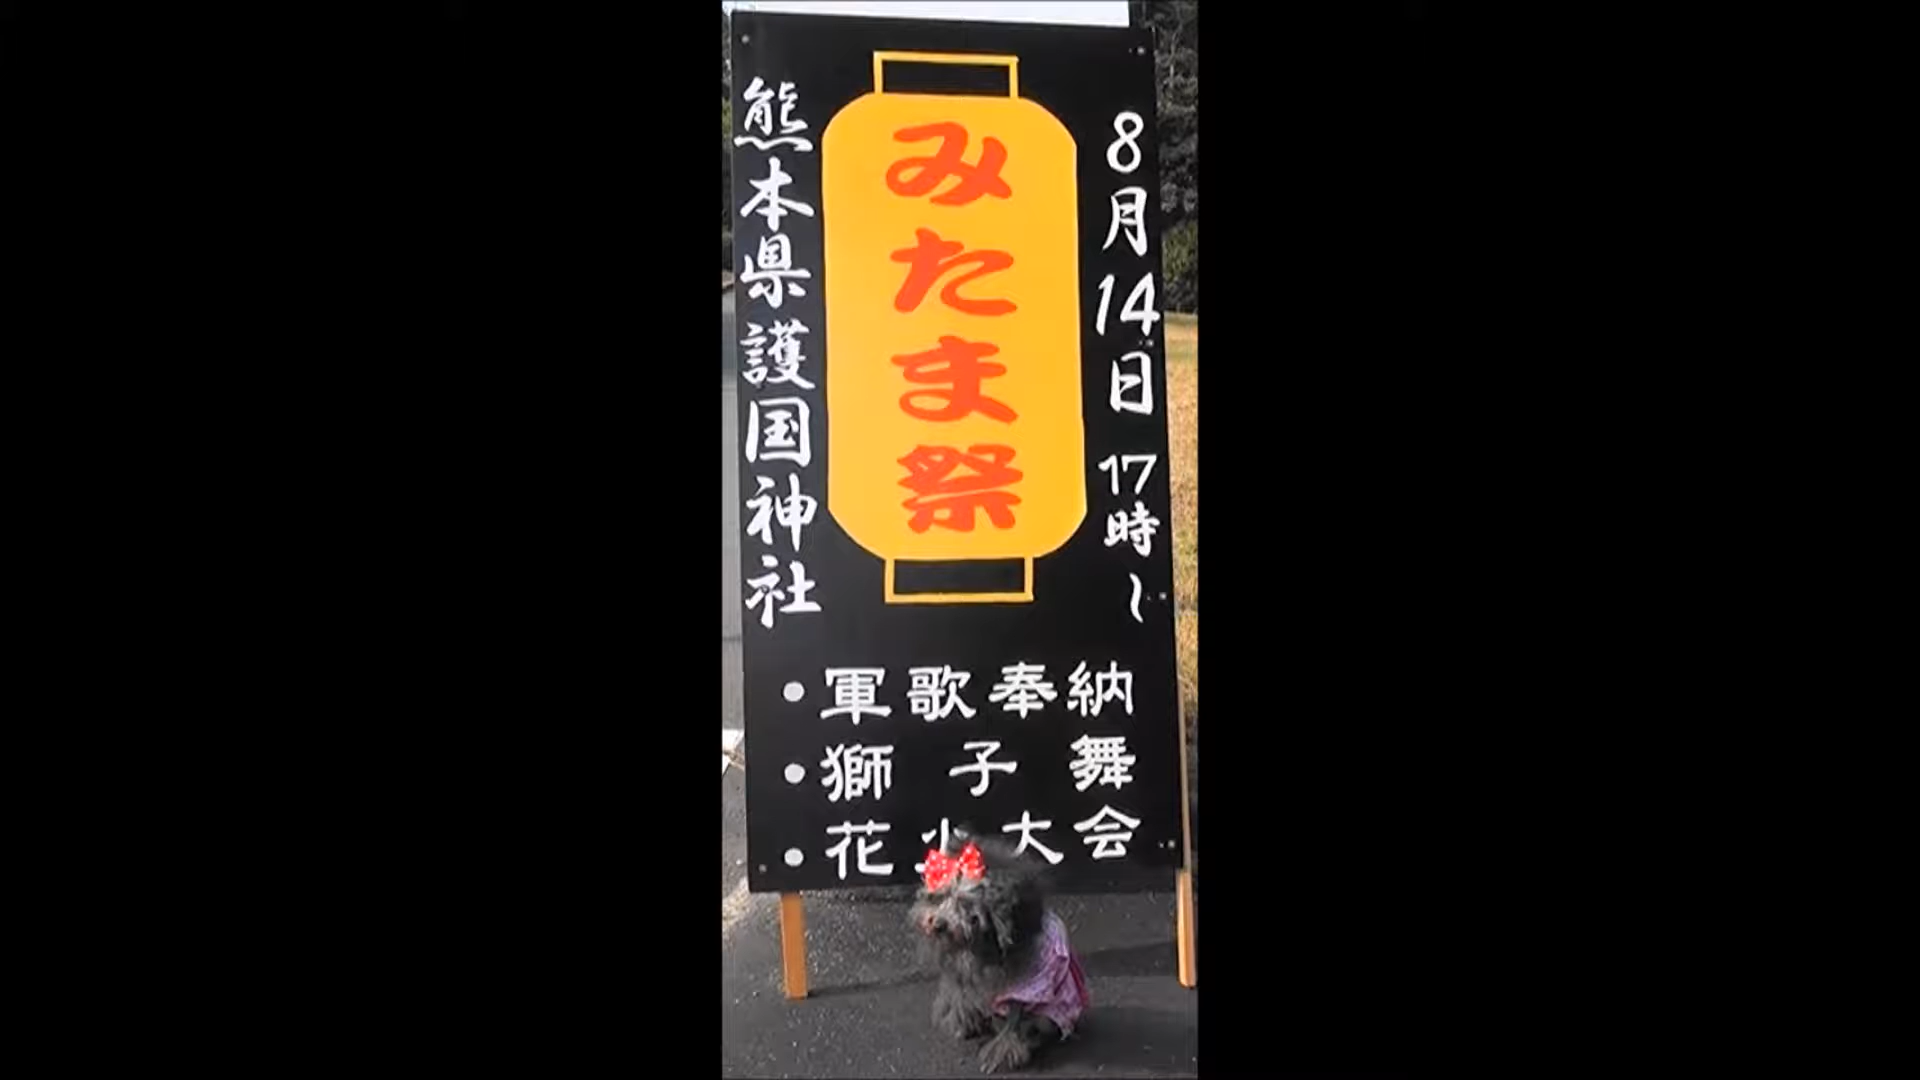 8月14日 17時〜
みたま祭
熊本県護国神社
・軍歌奉納
・獅子舞
・花火大会